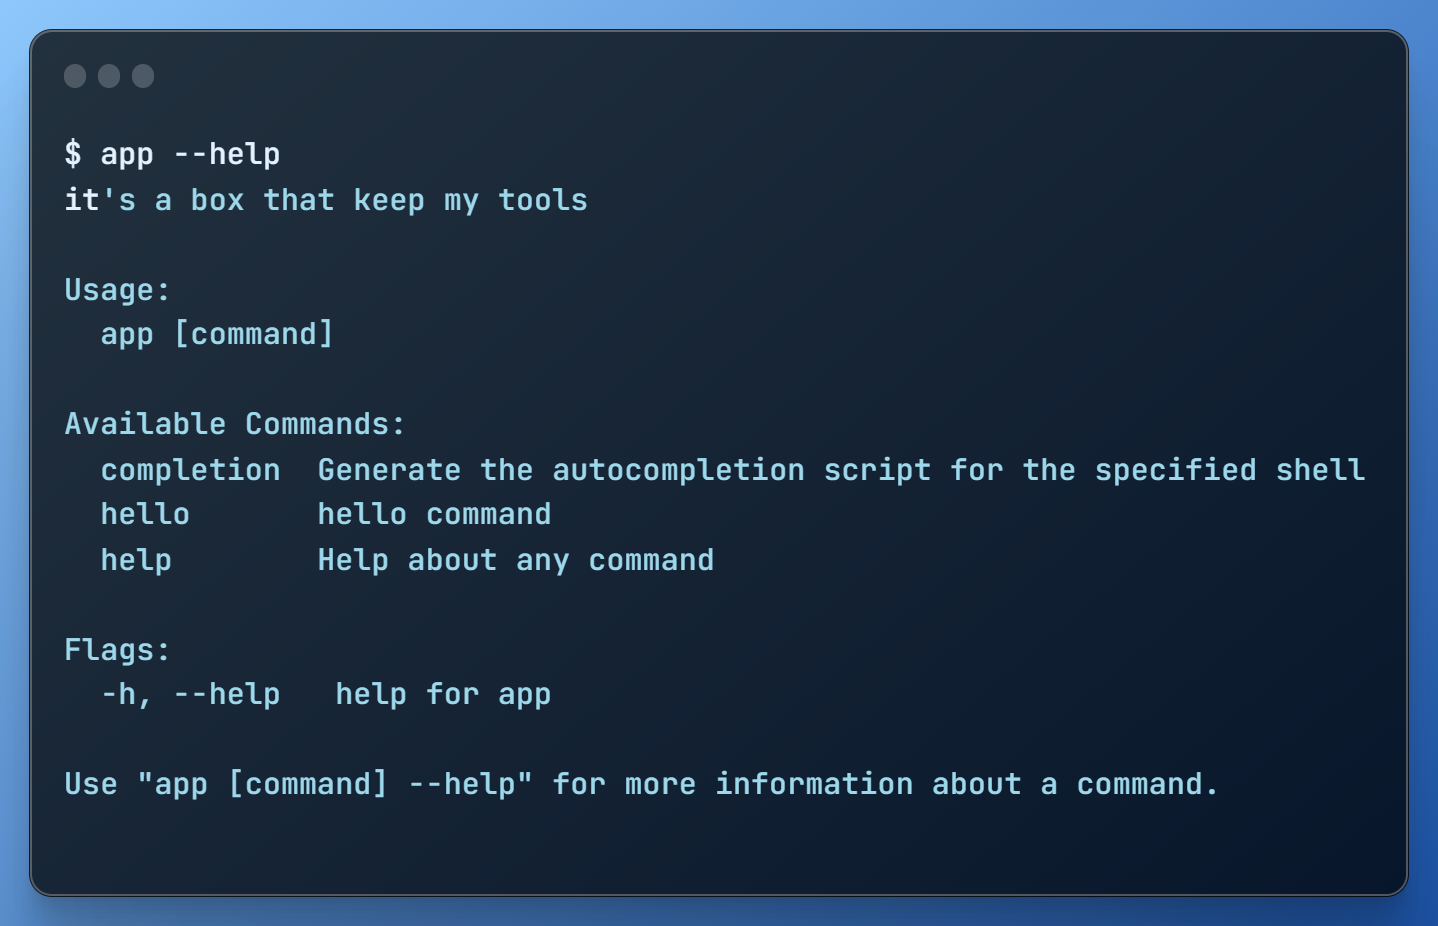 $ app --help
it's a box that keep my tools

Usage:
  app [command]

Available Commands:
  completion  Generate the autocompletion script for the specified shell
  hello       hello command
  help        Help about any command

Flags:
  -h, --help   help for app

Use "app [command] --help" for more information about a command.